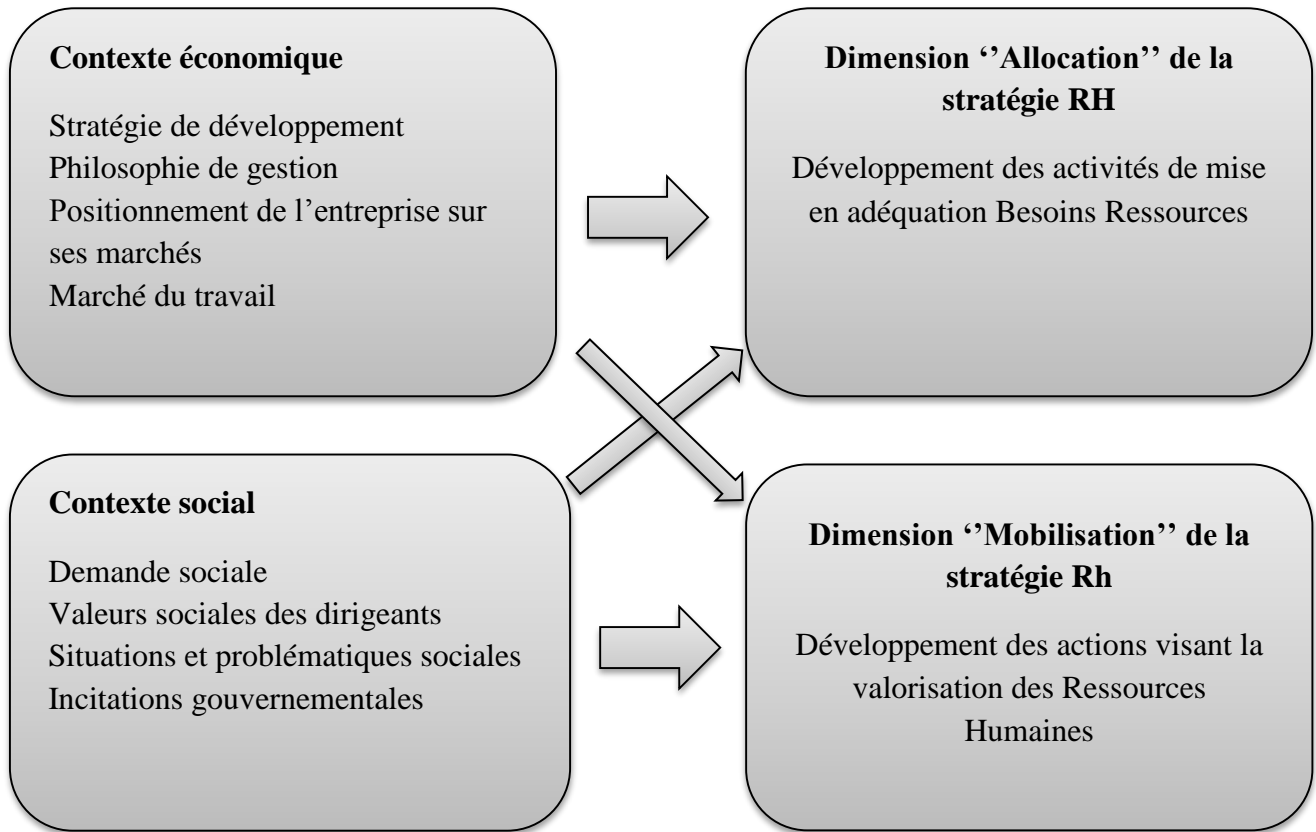 Contexte économique
Stratégie de développement
Philosophie de gestion
Positionnement de l’entreprise sur
ses marchés
Marché du travail
Dimension ‘’Allocation’’ de la
stratégie RH
Développement des activités de mise
en adéquation Besoins Ressources
Contexte social
Demande sociale
Valeurs sociales des dirigeants
Situations et problématiques sociales
Incitations gouvernementales
Dimension ‘’Mobilisation’’ de la
stratégie Rh
Développement des actions visant la
valorisation des Ressources
Humaines